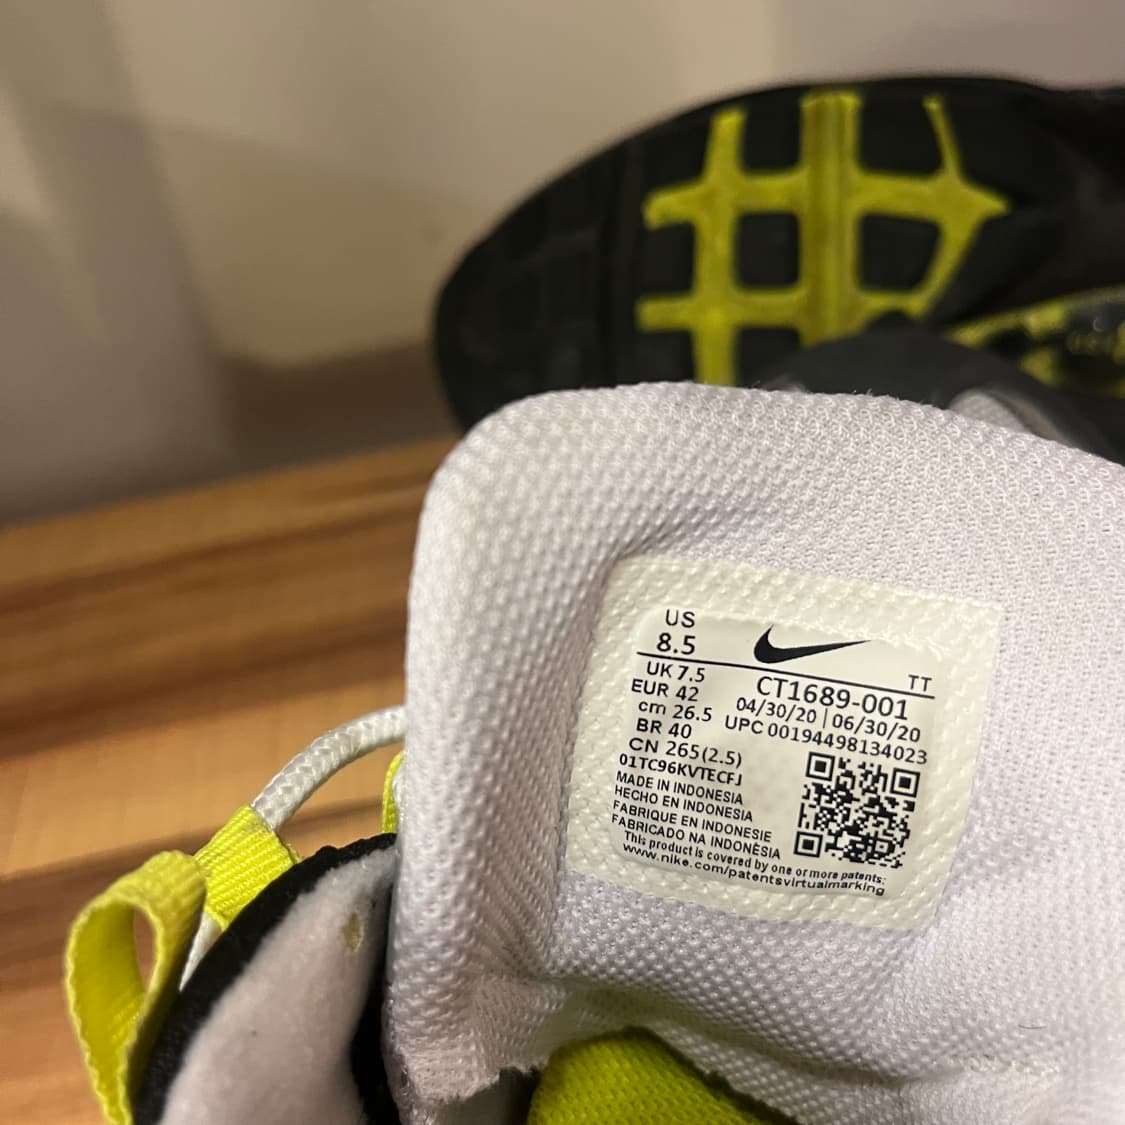 US
8.5
UK 7.5
EUR 42
cm 26.5
BR 40
CN 265(2.5)
01TC96KVTECFJ
TT
CT1689-001
04/30/20 | 06/30/20
UPC 00194498134023
MADE IN INDONESIA
HECHO EN INDONESIA
FABRIQUE EN INDONESIE
FABRICADO NA INDONÈSIA
This product is covered by one or more patents;
www.nike.com/patentsvirtualmarking